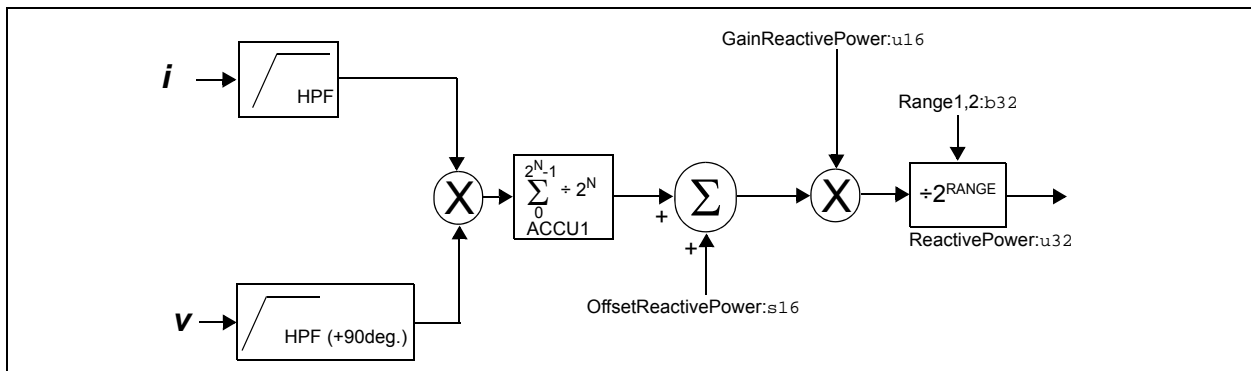 GainReactivePower:u16
i
HPF
Range1,2:b32
X
2^N-1
Σ ÷ 2^N
0
ACCU1
+
Σ
+
X
÷2^RANGE
ReactivePower:u32
OffsetReactivePower:s16
v
HPF (+90deg.)